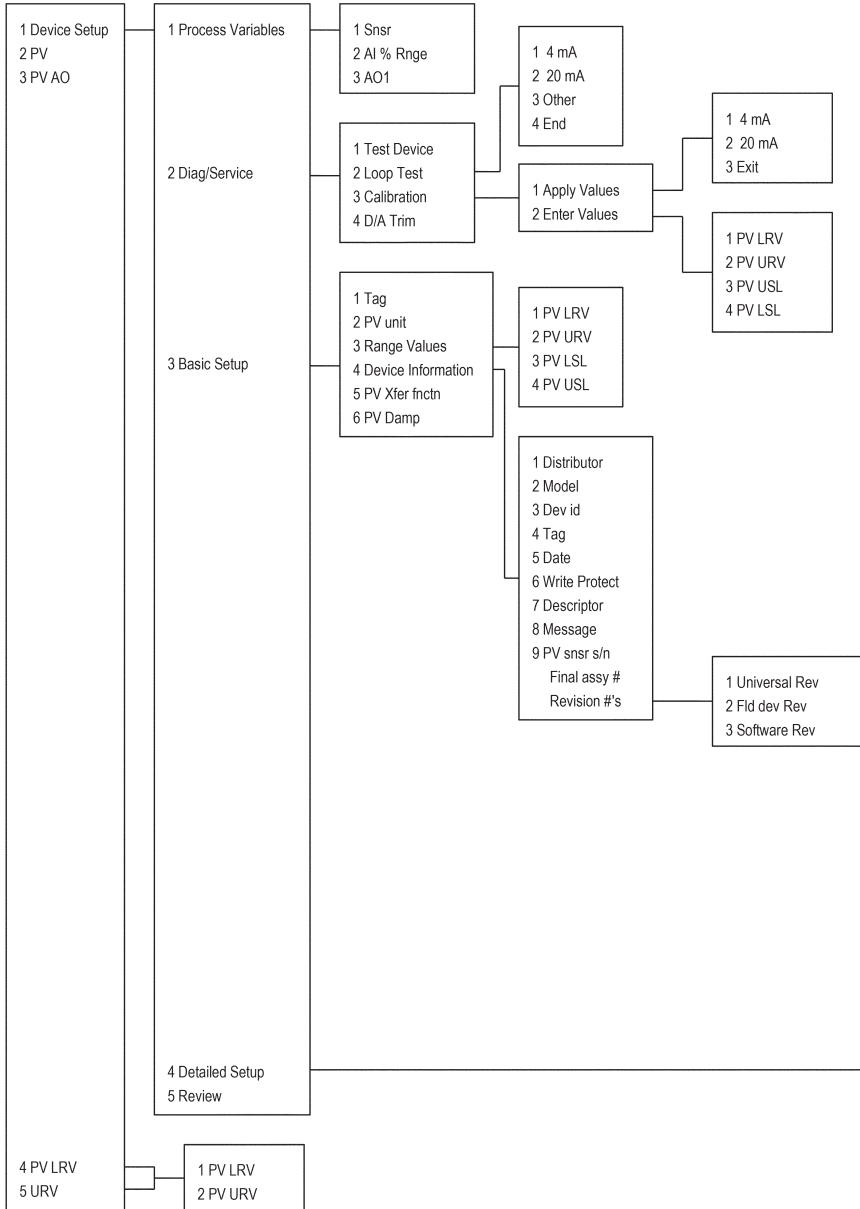 1 Device Setup
2 PV
3 PV AO
1 Process Variables
2 Diag/Service
3 Basic Setup
4 Detailed Setup
5 Review
1 Snsr
2 AI % Rnge
3 AO1
1 Test Device
2 Loop Test
3 Calibration
4 D/A Trim
1 4 mA
2 20 mA
3 Other
4 End
1 Apply Values
2 Enter Values
1 4 mA
2 20 mA
3 Exit
1 PV LRV
2 PV URV
3 PV USL
4 PV LSL
1 Tag
2 PV unit
3 Range Values
4 Device Information
5 PV Xfer fnctn
6 PV Damp
1 PV LRV
2 PV URV
3 PV LSL
4 PV USL
1 Distributor
2 Model
3 Dev id
4 Tag
5 Date
6 Write Protect
7 Descriptor
8 Message
9 PV snsr s/n
Final assy #
Revision #'s
1 Universal Rev
2 Fld dev Rev
3 Software Rev
4 PV LRV
5 URV
1 PV LRV
2 PV URV